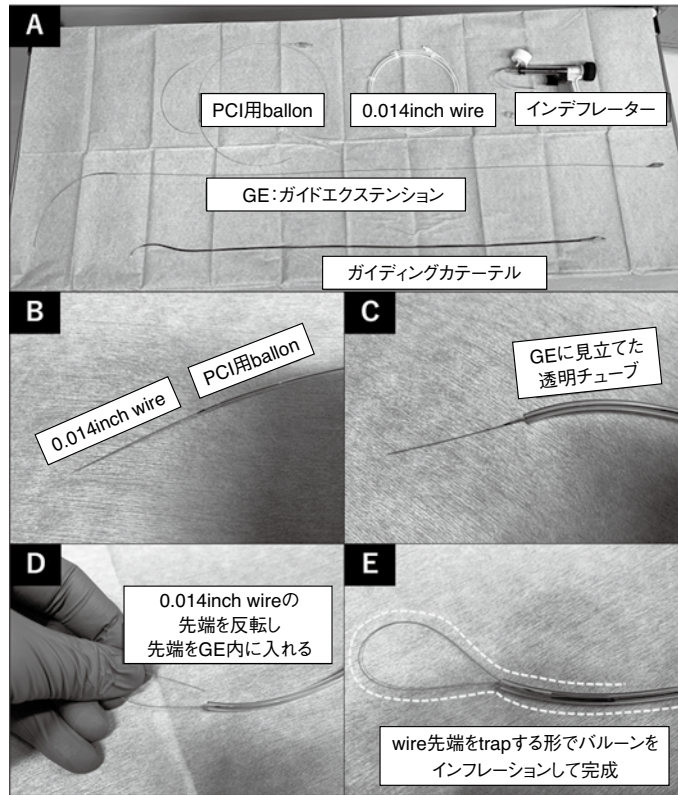 A
PCI用ballon
0.014inch wire
インデフレーター
GE：ガイドエクステンション
ガイディングカテーテル
B
PCI用ballon
0.014inch wire
C
GEに見立てた
透明チューブ
D
0.014inch wireの
先端を反転し
先端をGE内に入れる
E
wire先端をtrapする形でバルーンを
インフレーションして完成